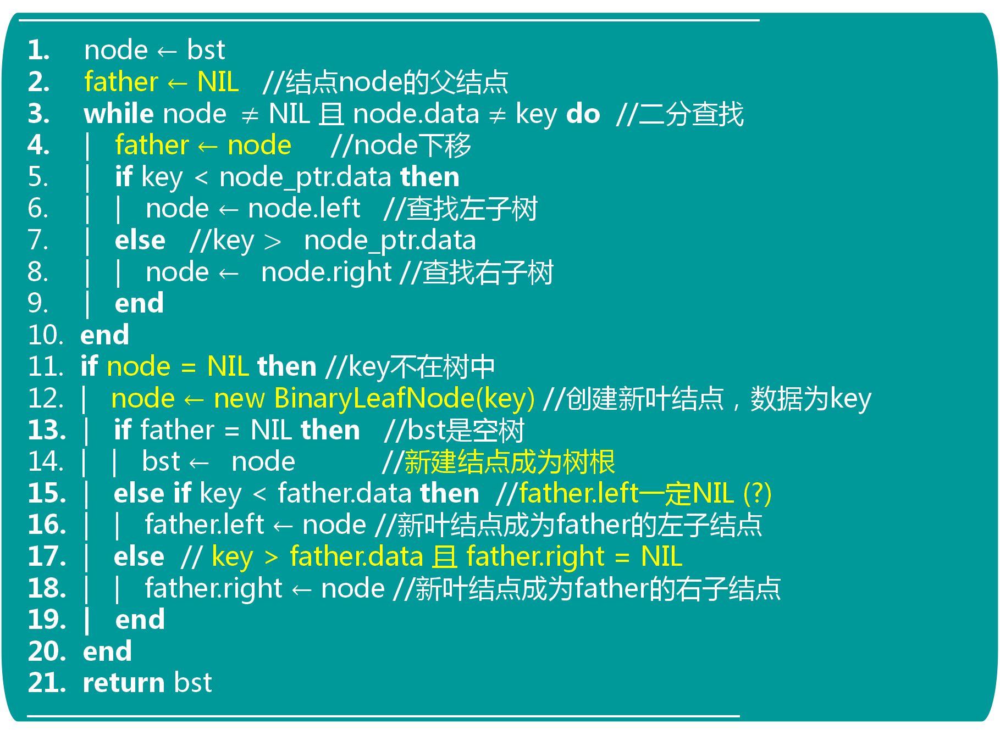 1. node ← bst
2. father ← NIL //结点node的父结点
3. while node ≠ NIL 且 node.data ≠ key do //二分查找
4. | father ← node //node下移
5. | if key < node_ptr.data then
6. | | node ← node.left //查找左子树
7. | else //key > node_ptr.data
8. | | node ← node.right //查找右子树
9. | end
10. end
11. if node = NIL then //key不在树中
12. | node ← new BinaryLeafNode(key) //创建新叶结点，数据为key
13. | if father = NIL then //bst是空树
14. | | bst ← node //新建结点成为树根
15. | else if key < father.data then //father.left一定NIL (?)
16. | | father.left ← node //新叶结点成为father的左子结点
17. | else // key > father.data 且 father.right = NIL
18. | | father.right ← node //新叶结点成为father的右子结点
19. | end
20. end
21. return bst